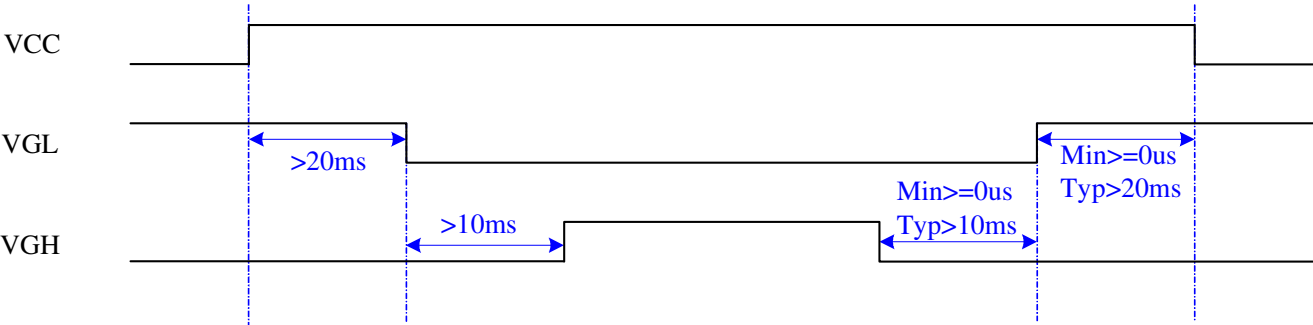 VCC
VGL
>20ms
Min>=0us
Typ>20ms
VGH
>10ms
Min>=0us
Typ>10ms